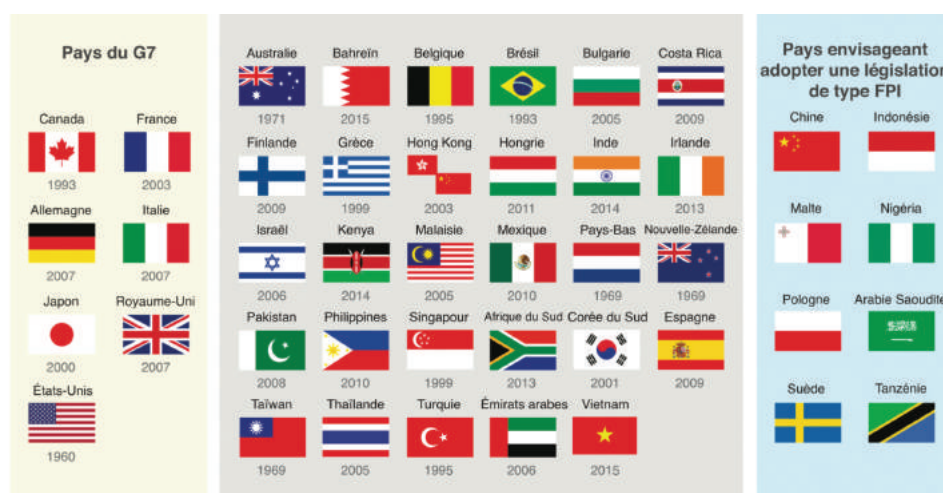 Pays du G7
Canada France
1993 2003
Allemagne Italie
2007 2007
Japon Royaume-Uni
2000 2007
États-Unis
1960
Australie Bahreïn Belgique Brésil Bulgarie Costa Rica
1971 2015 1995 1993 2005 2009
Finlande Grèce Hong Kong Hongrie Inde Irlande
2009 1999 2003 2011 2014 2013
Israël Kenya Malaisie Mexique Pays-Bas Nouvelle-Zélande
2006 2014 2005 2010 1969 1969
Pakistan Philippines Singapour Afrique du Sud Corée du Sud Espagne
2008 2010 1999 2013 2001 2009
Taïwan Thaïlande Turquie Émirats arabes Vietnam
1969 2005 1995 2006 2015
Pays envisageant
adopter une législation
de type FPI
Chine Indonésie
Malte Nigéria
Pologne Arabie Saoudite
Suède Tanzénie